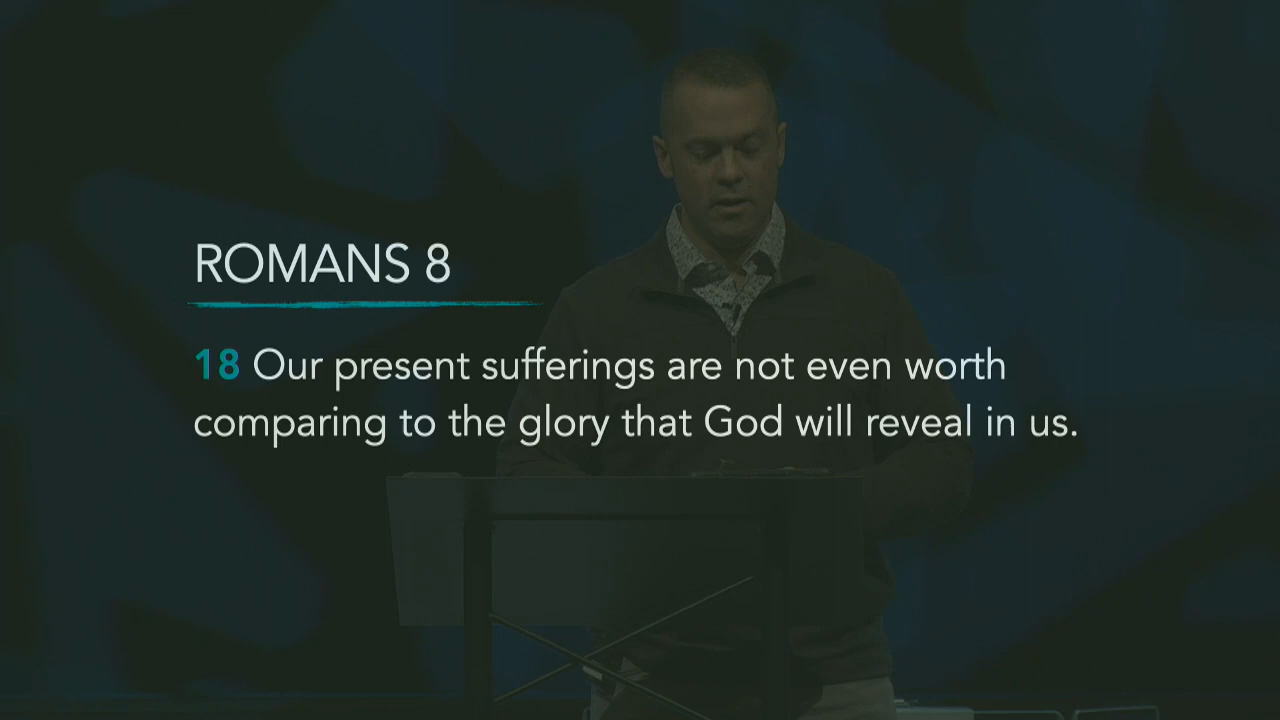 ROMANS 8
18 Our present sufferings are not even worth
comparing to the glory that God will reveal in us.